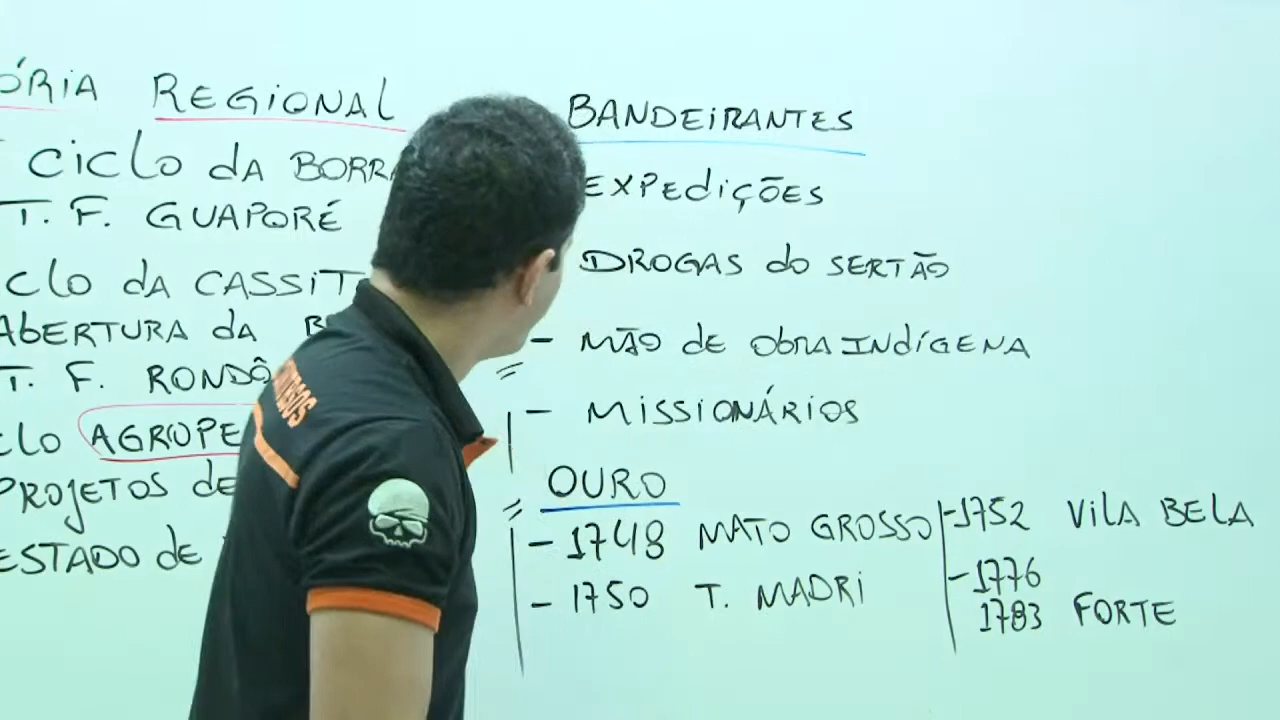 ÓRIA REGIONAL
CICLO DA BORRA
T. F. GUAPORÉ
CLO DA CASSIT
ABERTURA DA B
T. F. RONDÔ
CLO AGROPE
PROJETOS DE
ESTADO DE
BANDEIRANTES
EXPEDIÇÕES
DROGAS DO SERTÃO
- MÃO DE OBRA INDÍGENA
- MISSIONÁRIOS
OURO
- 1748 MATO GROSSO
- 1750 T. MADRI
- 1752 VILA BELA
- 1776
1783 FORTE